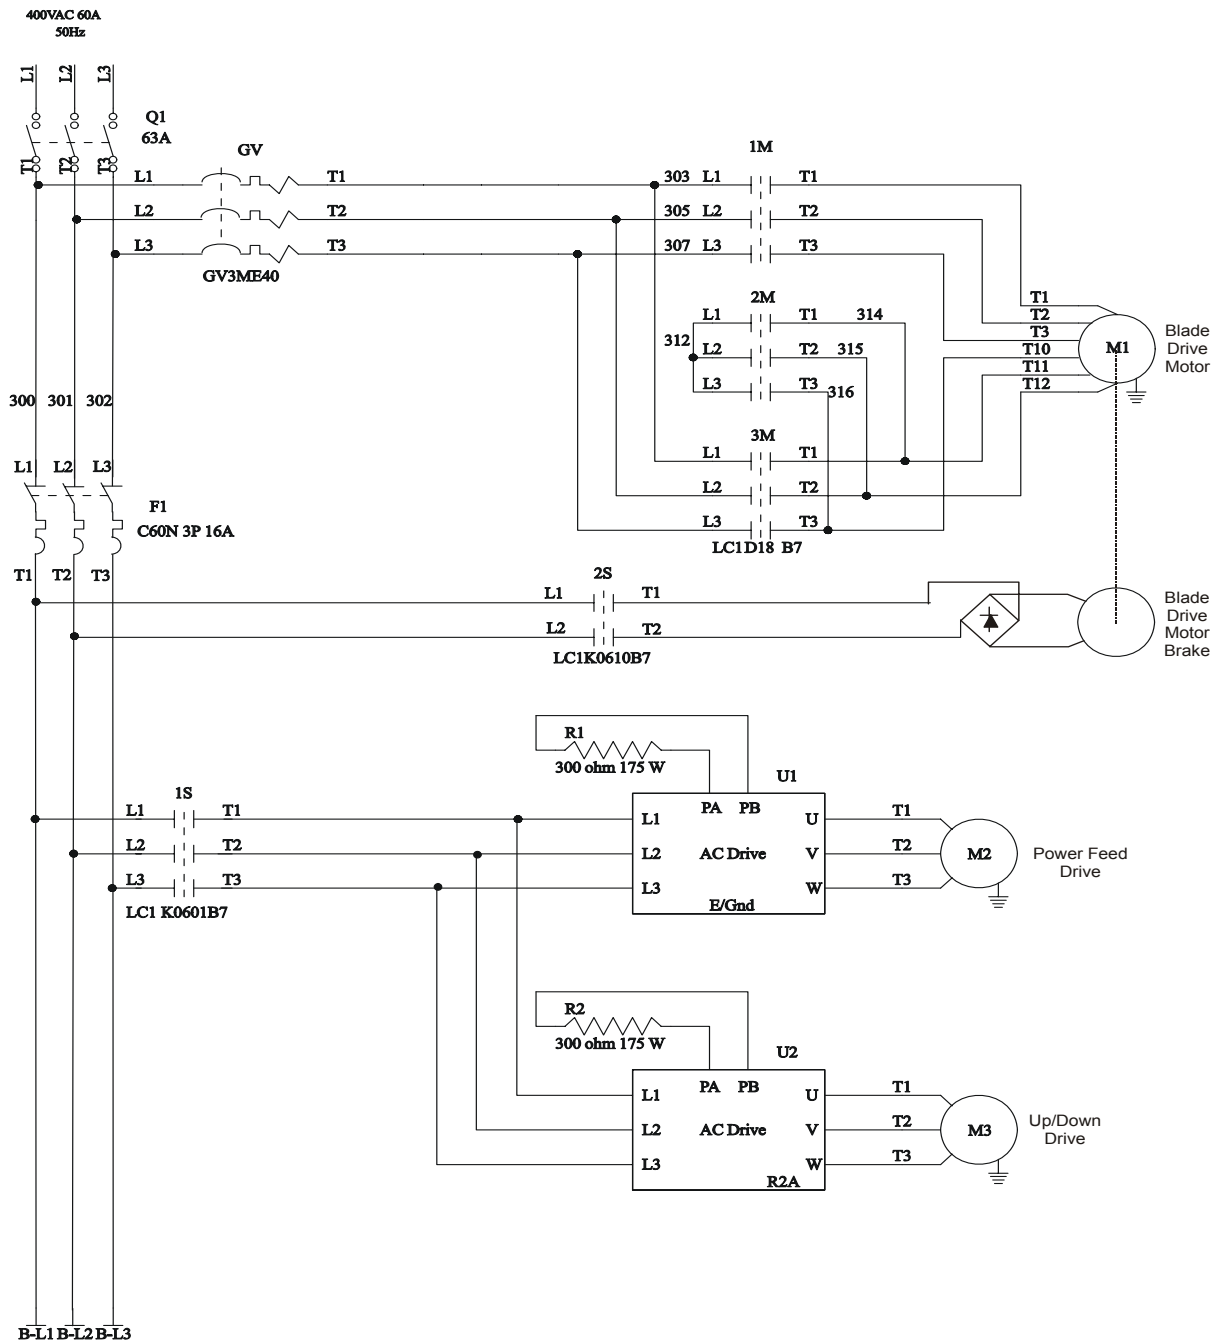 400VAC 60A
50Hz
L1 L2 L3
Q1
63A
T1 T2 T3
GV
1M
L1 T1 303 L1 T1
L2 T2 305 L2 T2
L3 T3 307 L3 T3
GV3ME40
2M
L1 T1 314
312
L2 T2 315
L3 T3 316
T1
T2
T3
T10
T11
T12
M1
Blade
Drive
Motor
300 301 302
3M
L1 T1
L2 T2
L3 T3
LC1D18 B7
L1 L2 L3
F1
C60N 3P 16A
T1 T2 T3
2S
L1 T1
L2 T2
LC1K0610B7
Blade
Drive
Motor
Brake
R1
300 ohm 175 W
U1
1S
L1 T1
L2 T2
L3 T3
LC1 K0601B7
PA PB
L1 U T1
L2 AC Drive V T2
L3 W T3
E/Gnd
M2
Power Feed
Drive
R2
300 ohm 175 W
U2
PA PB
L1 U T1
L2 AC Drive V T2
L3 W T3
R2A
M3
Up/Down
Drive
B-L1 B-L2 B-L3